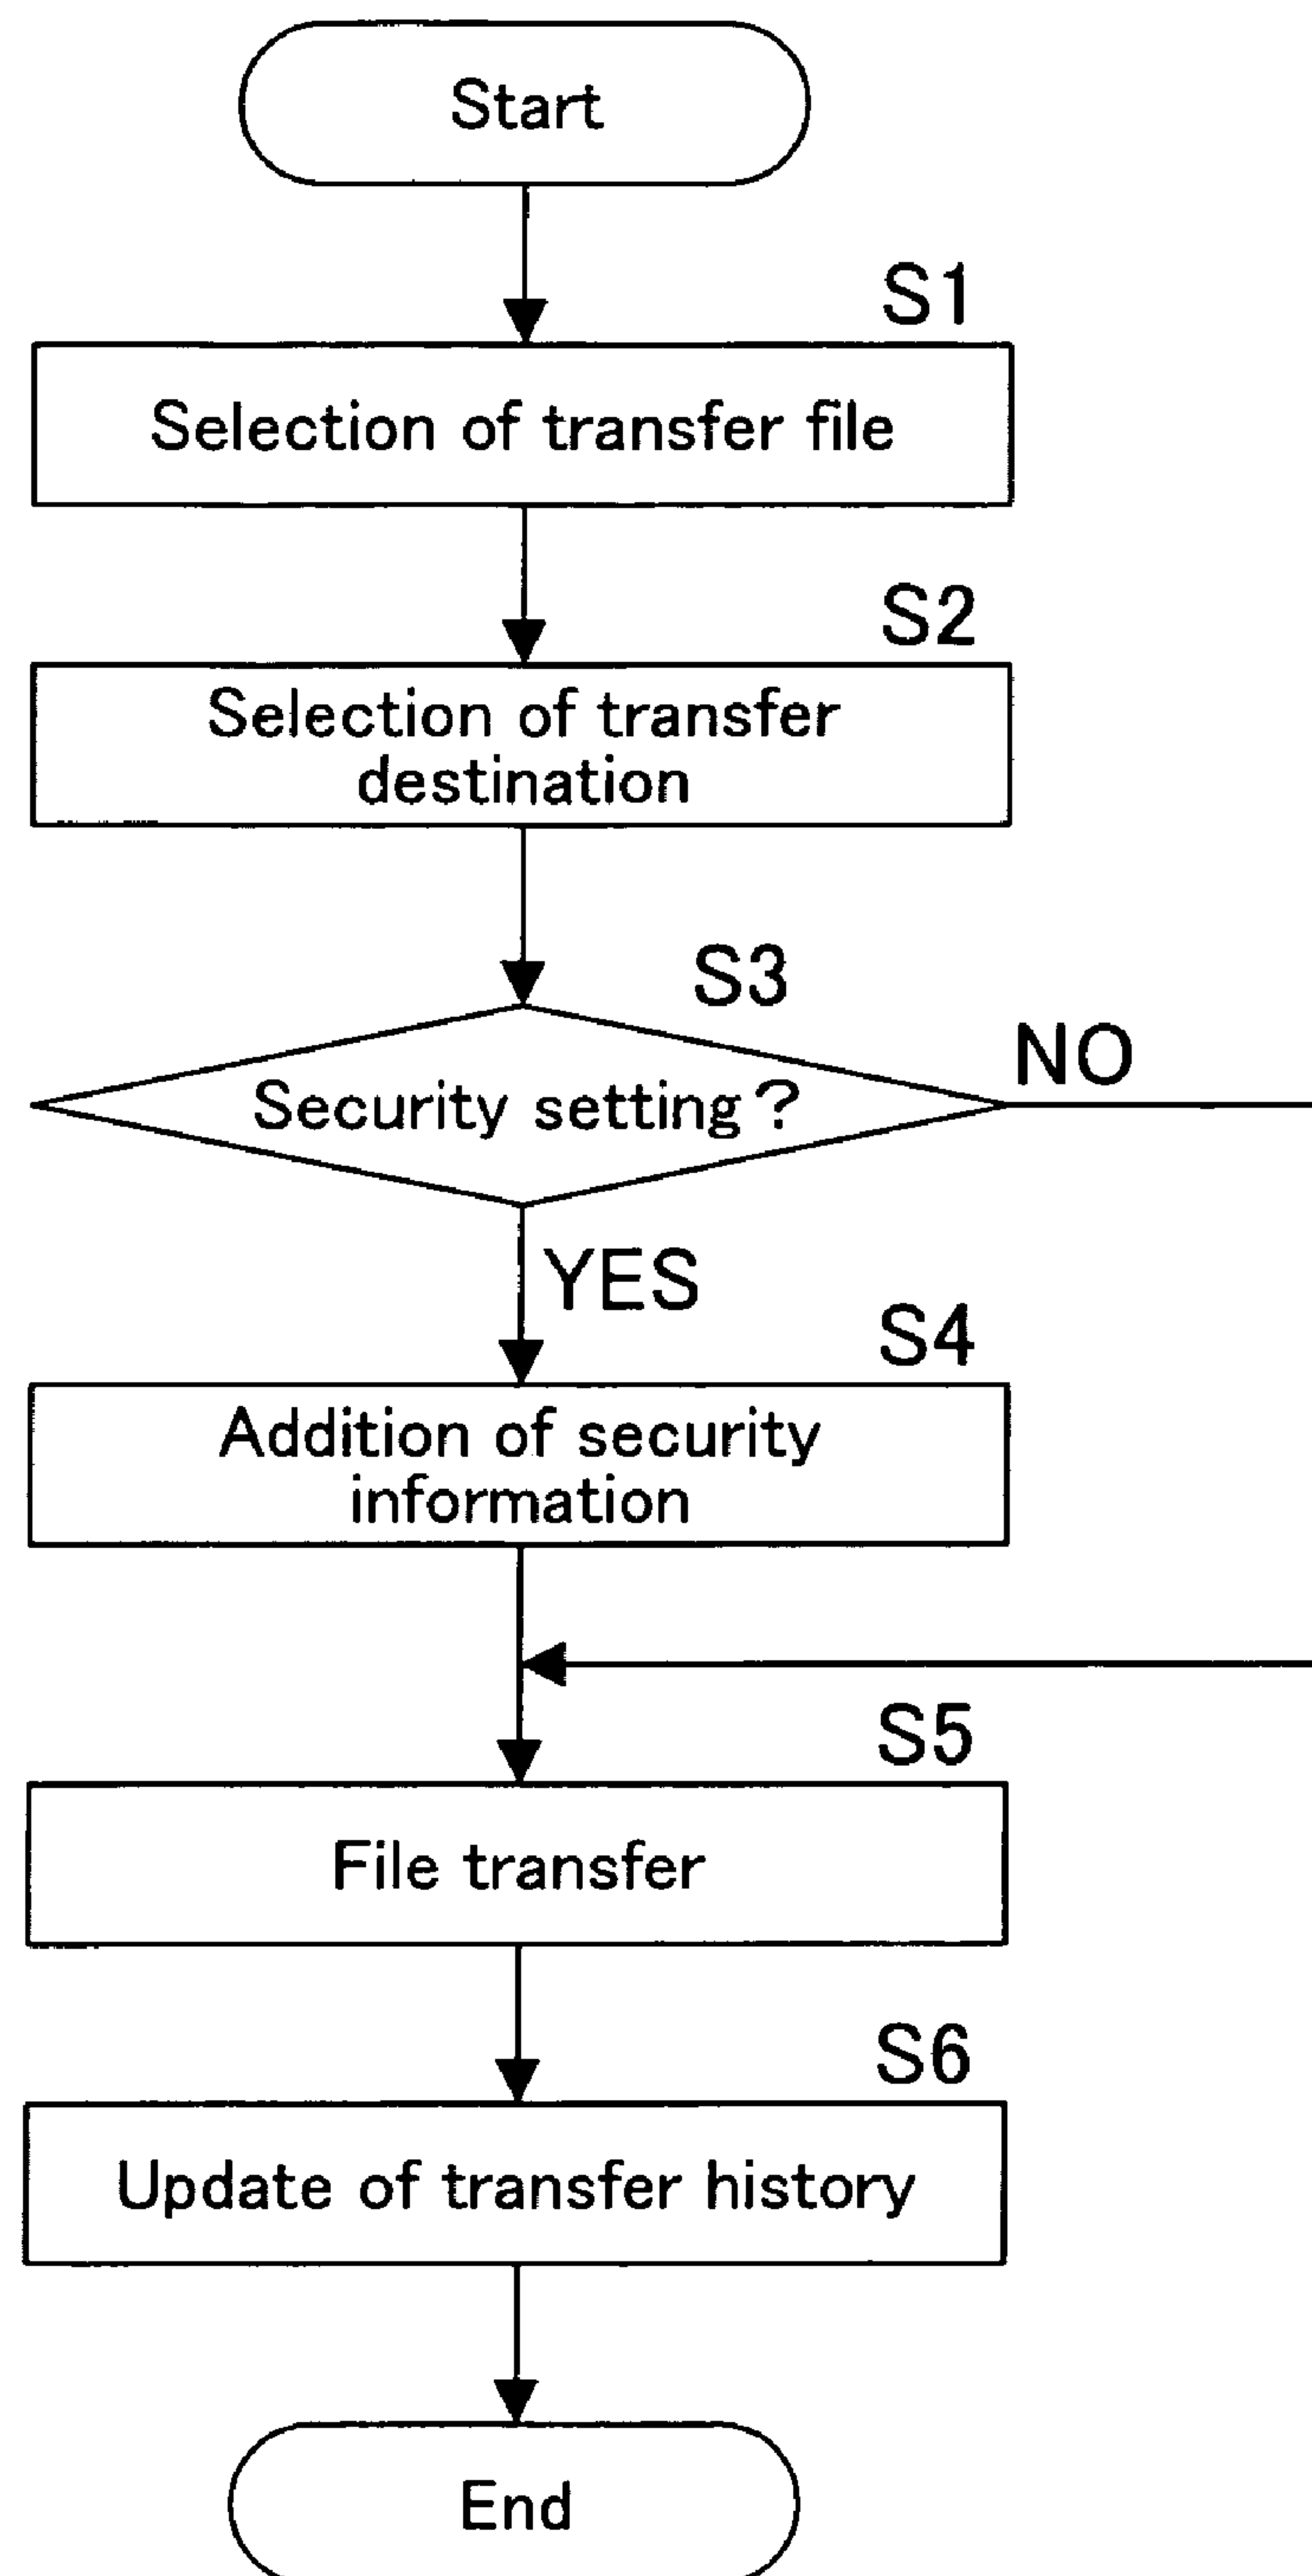 Start
S1
Selection of transfer file
S2
Selection of transfer
destination
S3
Security setting?
NO
YES
S4
Addition of security
information
S5
File transfer
S6
Update of transfer history
End